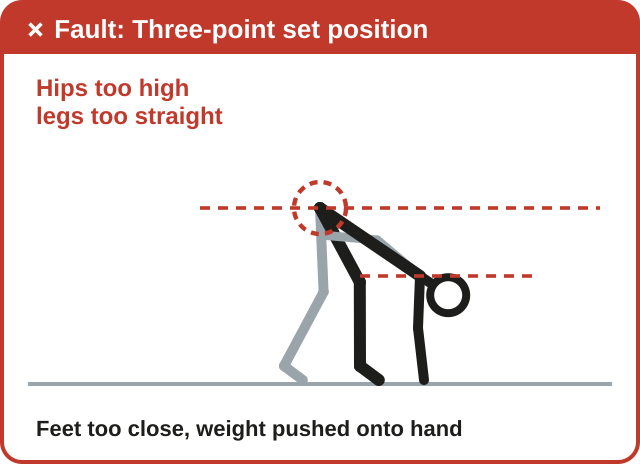 × Fault: Three-point set position
Hips too high
legs too straight
Feet too close, weight pushed onto hand